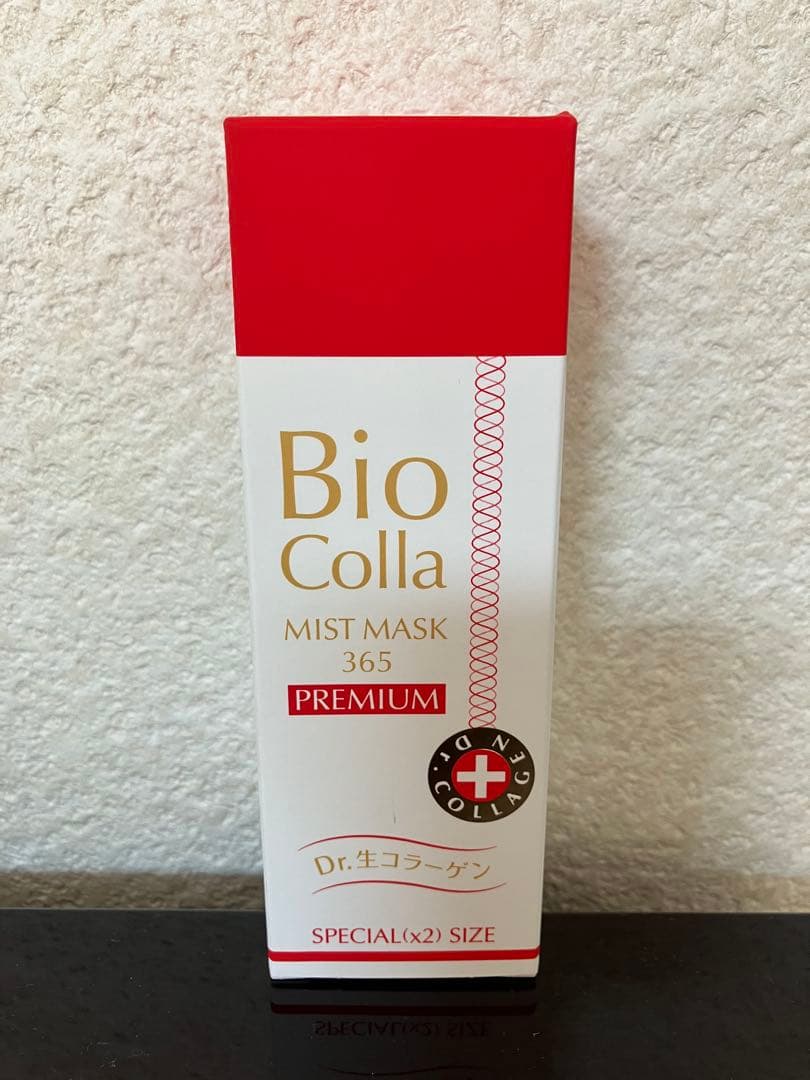 Bio
Colla
MIST MASK
365
PREMIUM
Dr. COLLAGEN
Dr.生コラーゲン
SPECIAL(x2) SIZE